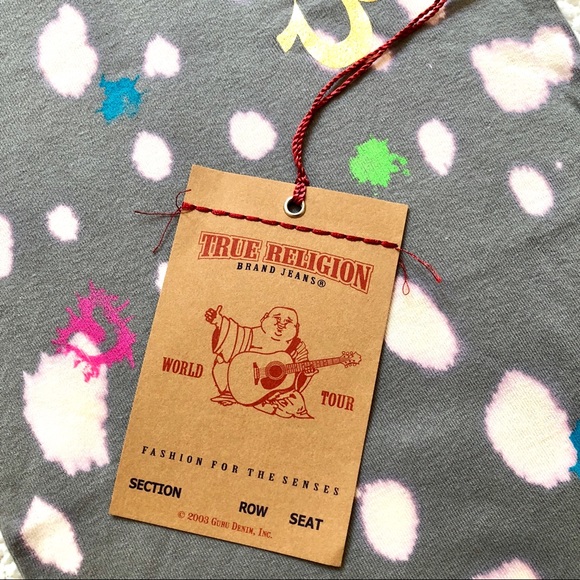 TRUE RELIGION
BRAND JEANS®
WORLD TOUR
FASHION FOR THE SENSES
SECTION ROW SEAT
© 2003 GURU DENIM, INC.